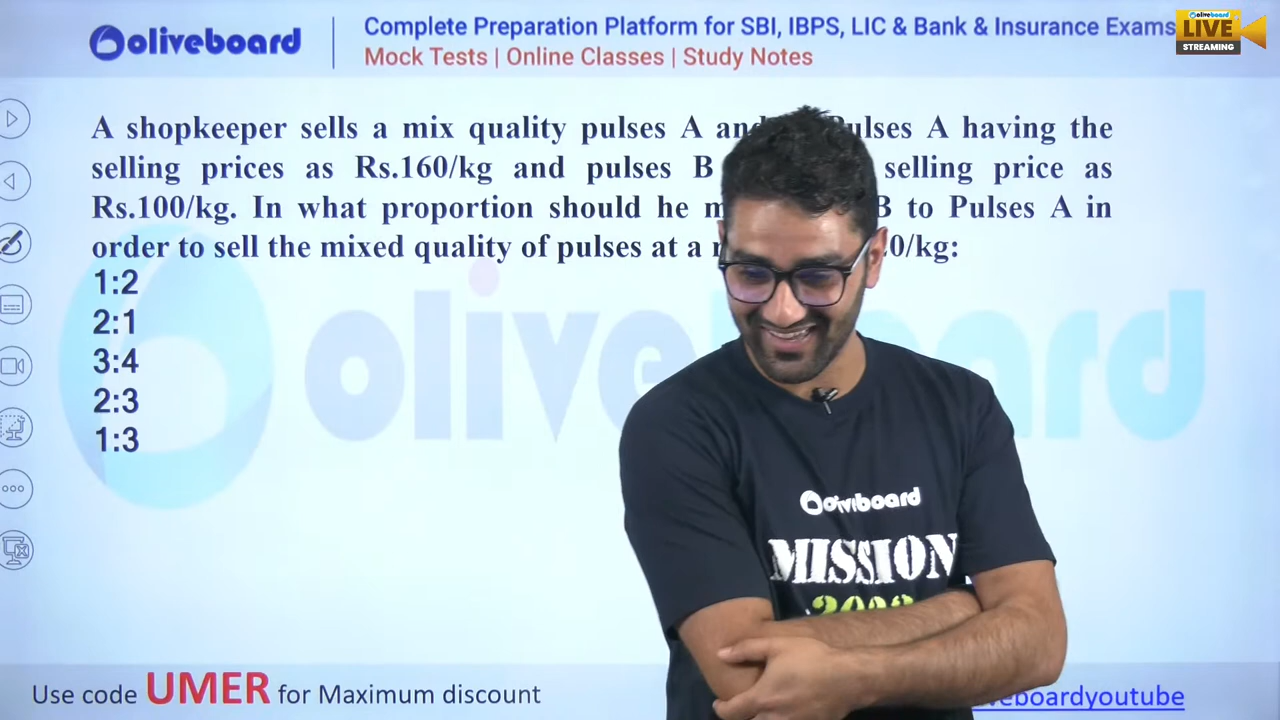 oliveboard
Complete Preparation Platform for SBI, IBPS, LIC & Bank & Insurance Exams
Mock Tests | Online Classes | Study Notes
oliveboard
LIVE
STREAMING
A shopkeeper sells a mix quality pulses A and Pulses A having the
selling prices as Rs.160/kg and pulses B selling price as
Rs.100/kg. In what proportion should he B to Pulses A in
order to sell the mixed quality of pulses at a
1:2
2:1
3:4
2:3
1:3
oliveboard
MISSION
Use code UMER for Maximum discount